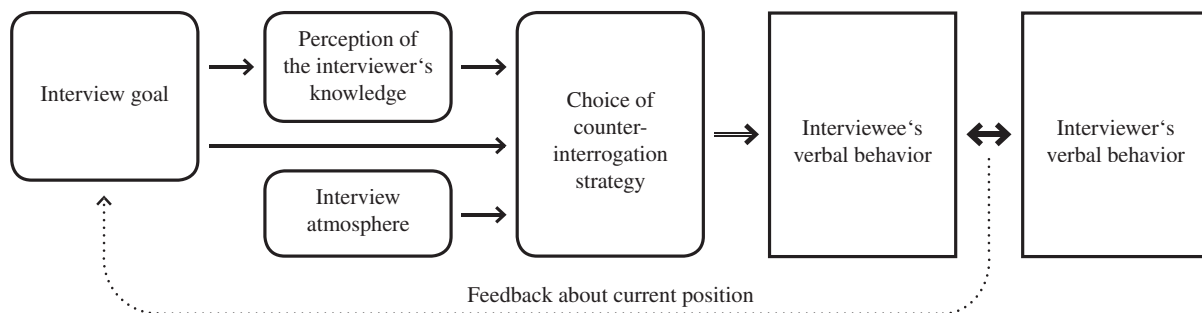 Interview goal
Perception of
the interviewer‘s
knowledge
Interview
atmosphere
Choice of
counter-
interrogation
strategy
Interviewee‘s
verbal behavior
Interviewer‘s
verbal behavior
Feedback about current position